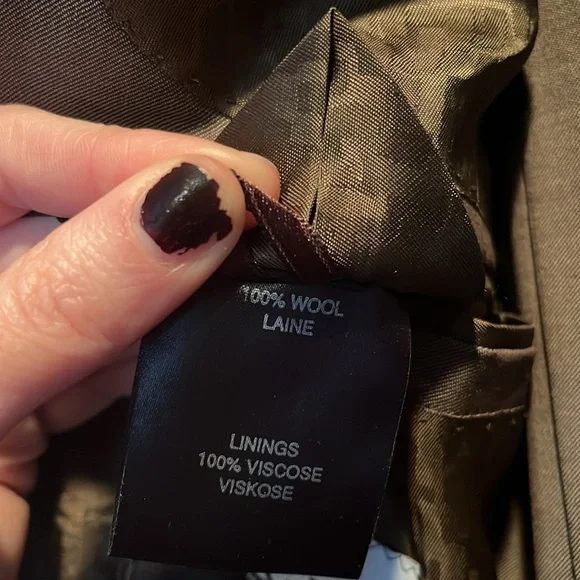 100% WOOL
LAINE
LININGS
100% VISCOSE
VISKOSE